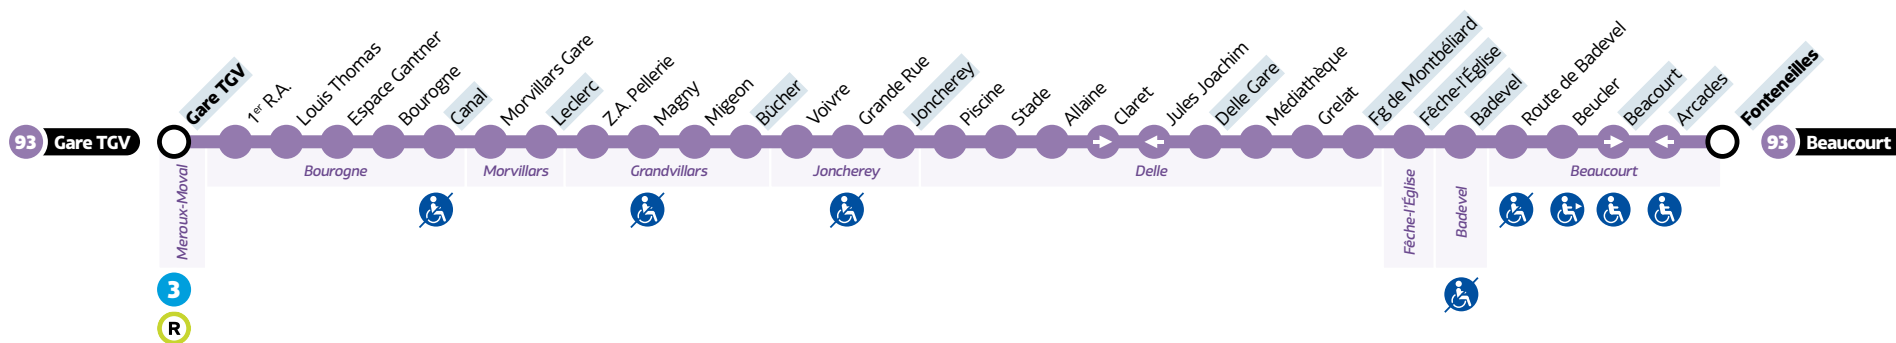 93 Gare TGV
Gare TGV
1er R.A.
Louis Thomas
Espace Gantner
Bourogne
Canal
Morvillars Gare
Leclerc
Z.A. Pellerie
Magny
Migeon
Bûcher
Voivre
Grande Rue
Joncherey
Piscine
Stade
Allaine
Claret
Jules Joachim
Delle Gare
Médiathèque
Grelat
Fg de Montbéliard
Fêche-l'Église
Badevel
Route de Badevel
Beucler
Beacourt
Arcades
Fonteneilles
93 Beaucourt
Meroux-Moval
Bourogne
Morvillars
Grandvillars
Joncherey
Delle
Fêche-l'Église
Badevel
Beaucourt
3
R